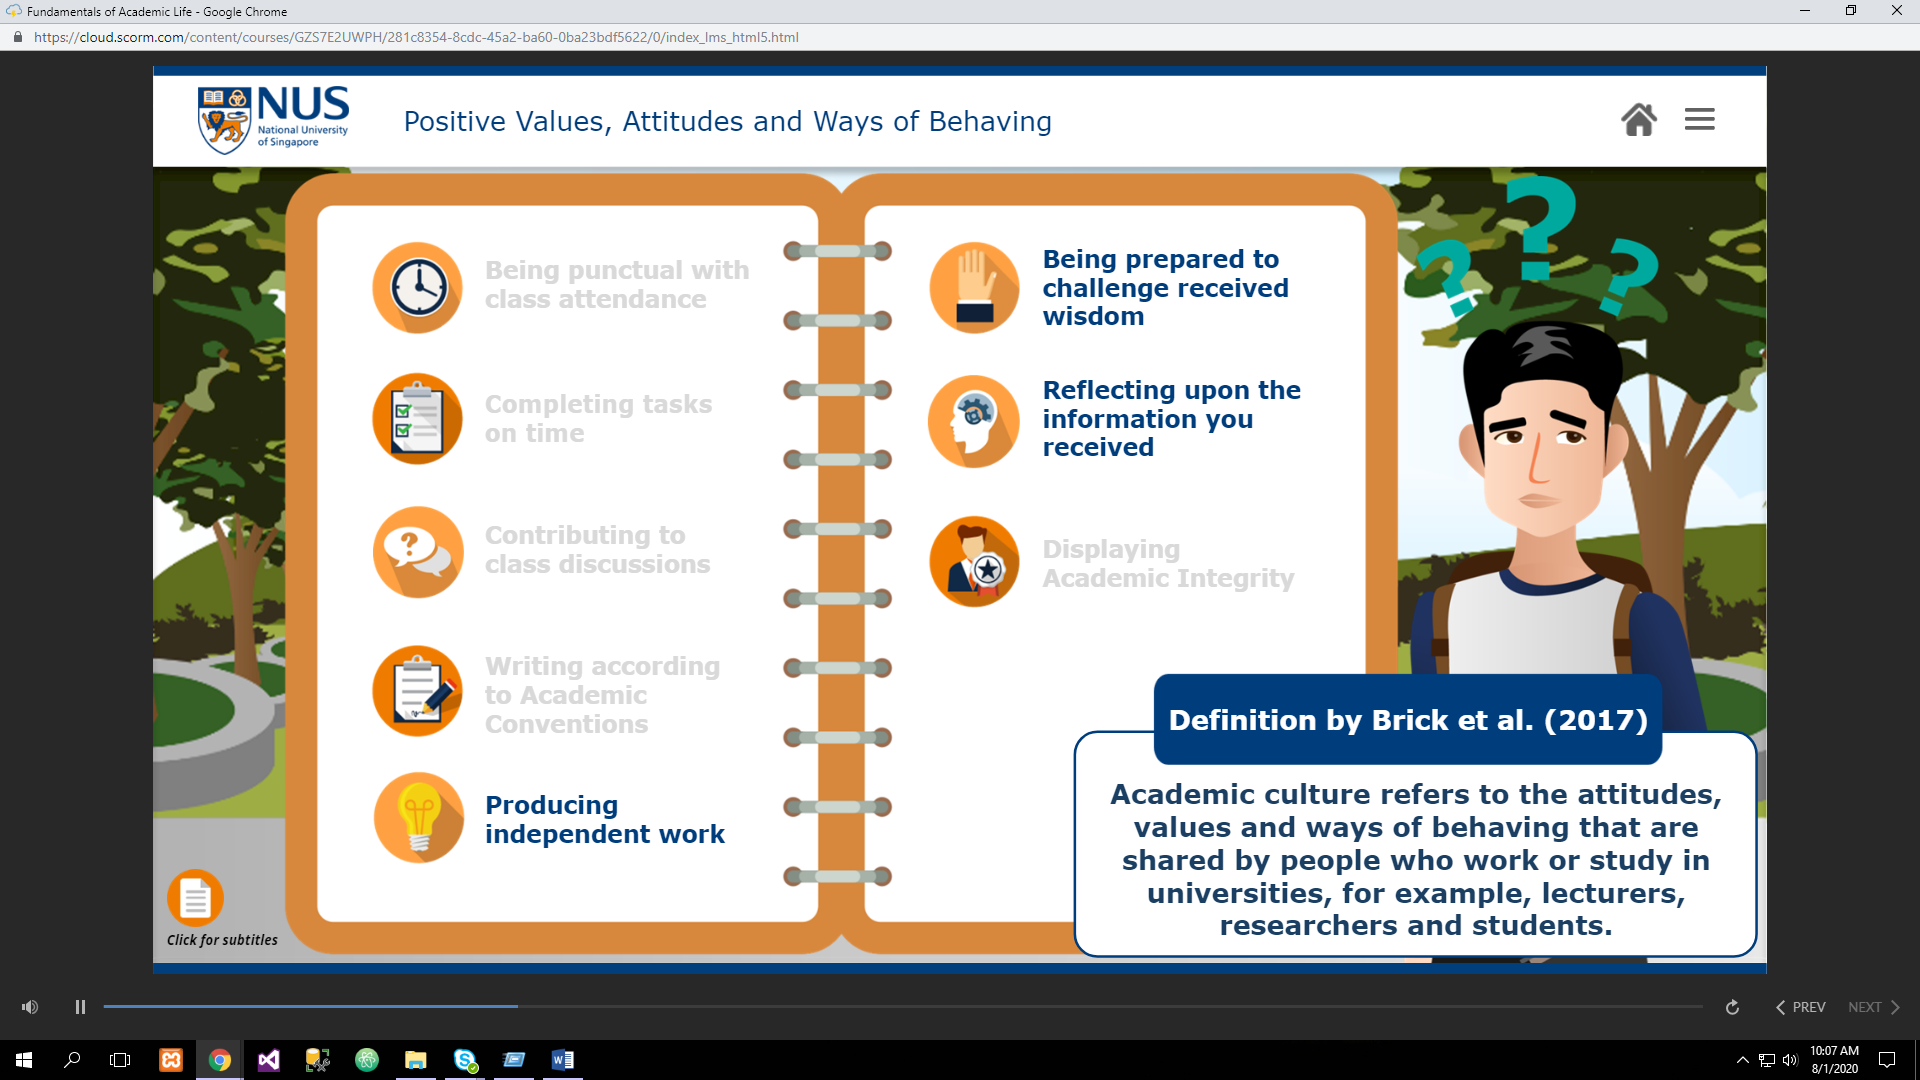 Fundamentals of Academic Life - Google Chrome
https://cloud.scorm.com/content/courses/GZS7E2UWPH/281c8354-8cdc-45a2-ba60-0ba23bdf5622/0/index_lms_html5.html
NUS
National University
of Singapore
Positive Values, Attitudes and Ways of Behaving
Being punctual with
class attendance
Completing tasks
on time
Contributing to
class discussions
Writing according
to Academic
Conventions
Producing
independent work
Being prepared to
challenge received
wisdom
Reflecting upon the
information you
received
Displaying
Academic Integrity
? ? ?
Definition by Brick et al. (2017)
Academic culture refers to the attitudes,
values and ways of behaving that are
shared by people who work or study in
universities, for example, lecturers,
researchers and students.
Click for subtitles
PREV
NEXT
10:07 AM
8/1/2020